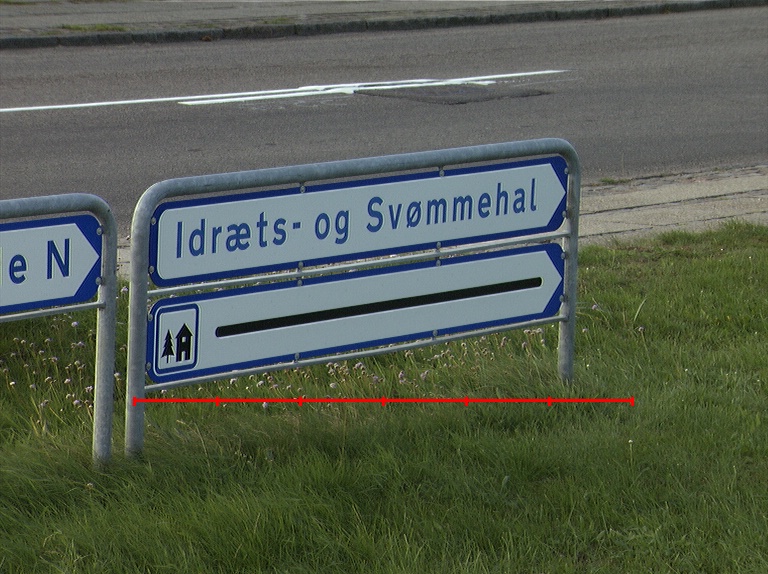 e N
Idræts- og Svømmehal